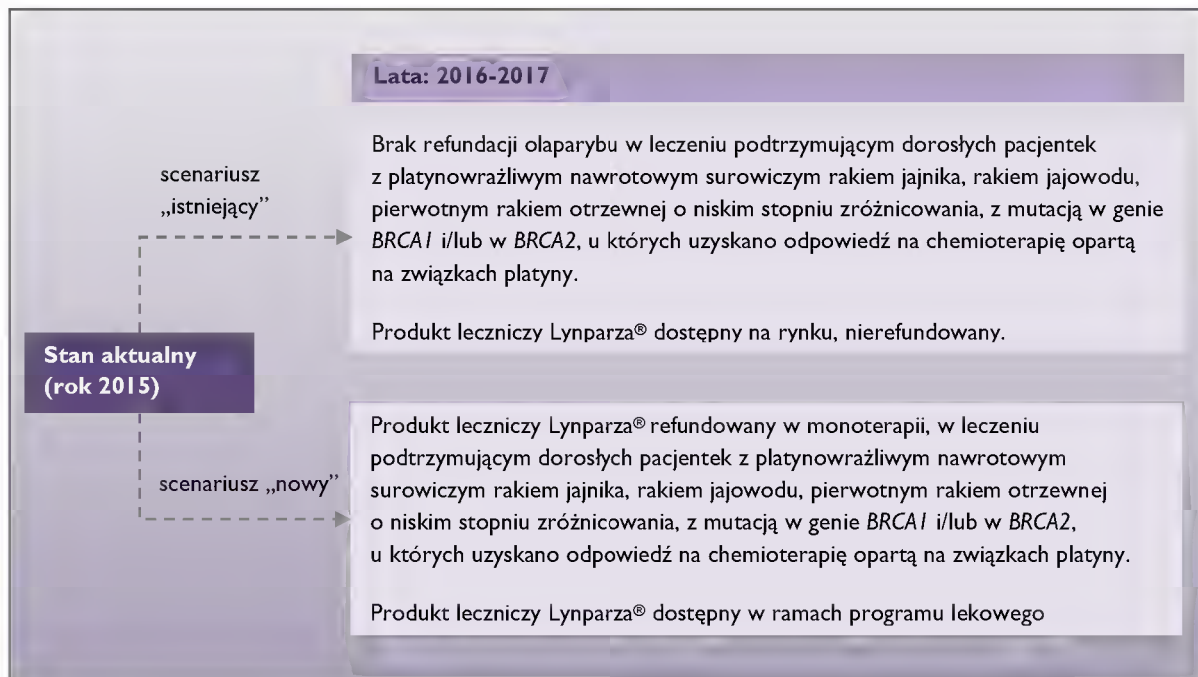 Lata: 2016-2017
scenariusz
„istniejący”
Brak refundacji olaparybu w leczeniu podtrzymującym dorosłych pacjentek
z platynowrażliwym nawrotowym surowiczym rakiem jajnika, rakiem jajowodu,
pierwotnym rakiem otrzewnej o niskim stopniu zróżnicowania, z mutacją w genie
BRCA1 i/lub w BRCA2, u których uzyskano odpowiedź na chemioterapię opartą
na związkach platyny.
Produkt leczniczy Lynparza® dostępny na rynku, nierefundowany.
Stan aktualny
(rok 2015)
scenariusz „nowy”
Produkt leczniczy Lynparza® refundowany w monoterapii, w leczeniu
podtrzymującym dorosłych pacjentek z platynowrażliwym nawrotowym
surowiczym rakiem jajnika, rakiem jajowodu, pierwotnym rakiem otrzewnej
o niskim stopniu zróżnicowania, z mutacją w genie BRCA1 i/lub w BRCA2,
u których uzyskano odpowiedź na chemioterapię opartą na związkach platyny.
Produkt leczniczy Lynparza® dostępny w ramach programu lekowego